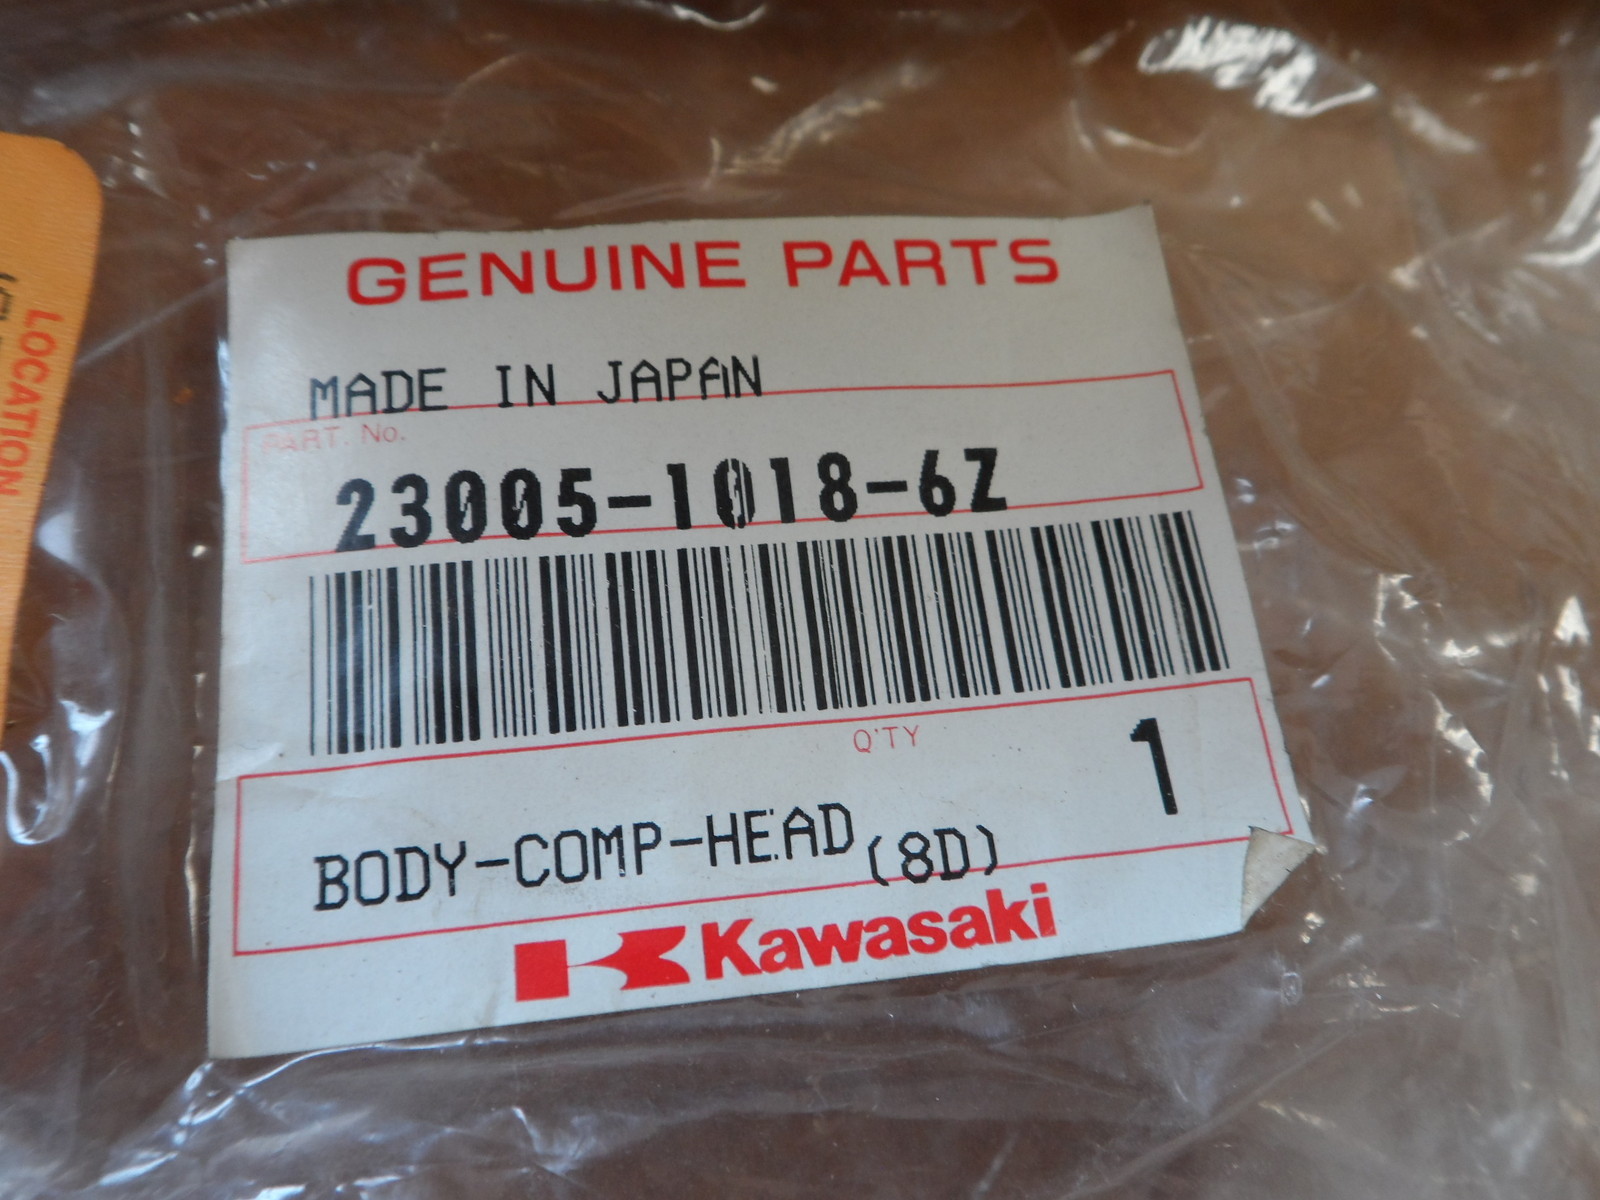 GENUINE PARTS
MADE IN JAPAN
PART. No.
23005-1018-6Z
Q'TY
1
BODY-COMP-HEAD(8D)
Kawasaki
LOCATION